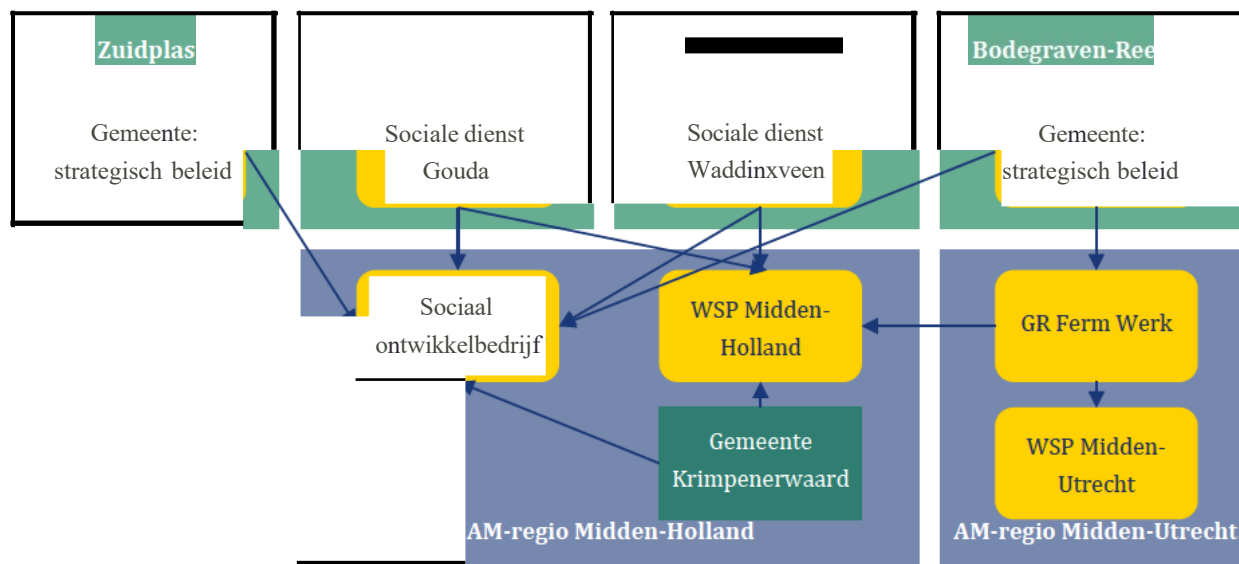 Zuidplas
Bodegraven-Ree
Gemeente:
strategisch beleid
Sociale dienst
Gouda
Sociale dienst
Waddinxveen
Gemeente:
strategisch beleid
Sociaal
ontwikkelbedrijf
WSP Midden-
Holland
GR Ferm Werk
Gemeente
Krimpenerwaard
WSP Midden-
Utrecht
AM-regio Midden-Holland
AM-regio Midden-Utrecht